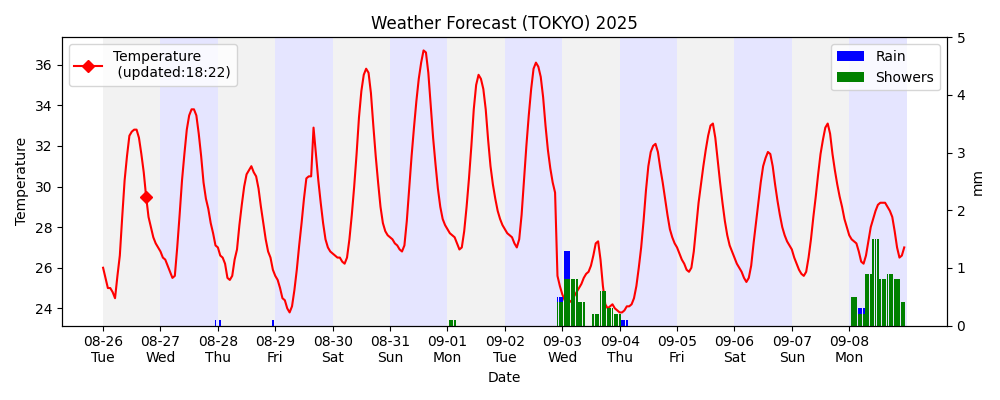 Weather Forecast (TOKYO) 2025
Temperature
(updated:18:22)
Rain
Showers
Temperature
36
34
32
30
28
26
24
5
4
3
2
1
0
mm
08-26 08-27 08-28 08-29 08-30 08-31 09-01 09-02 09-03 09-04 09-05 09-06 09-07 09-08
Tue Wed Thu Fri Sat Sun Mon Tue Wed Thu Fri Sat Sun Mon
Date